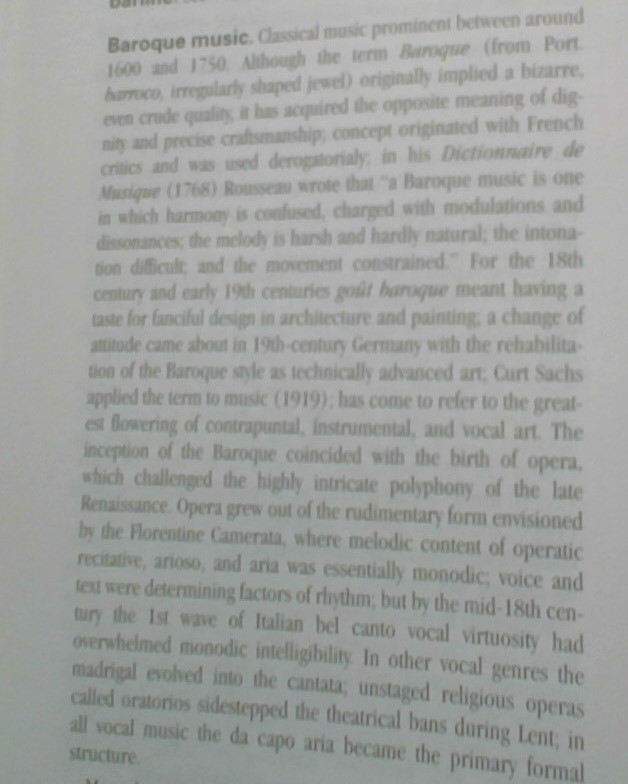 Baroque music. Classical music prominent between around
1600 and 1750. Although the term Baroque (from Port.
barroco, irregularly shaped jewel) originally implied a bizarre,
even crude quality, it has acquired the opposite meaning of dig-
nity and precise craftsmanship; concept originated with French
critics and was used derogatorialy; in his Dictionnaire de
Musique (1768) Rousseau wrote that "a Baroque music is one
in which harmony is confused, charged with modulations and
dissonances; the melody is harsh and hardly natural; the intona-
tion difficult; and the movement constrained." For the 18th
century and early 19th centuries goût baroque meant having a
taste for fanciful design in architecture and painting; a change of
attitude came about in 19th-century Germany with the rehabilita-
tion of the Baroque style as technically advanced art; Curt Sachs
applied the term to music (1919); has come to refer to the great-
est flowering of contrapuntal, instrumental, and vocal art. The
inception of the Baroque coincided with the birth of opera,
which challenged the highly intricate polyphony of the late
Renaissance. Opera grew out of the rudimentary form envisioned
by the Florentine Camerata, where melodic content of operatic
recitative, arioso, and aria was essentially monodic; voice and
text were determining factors of rhythm; but by the mid-18th cen-
tury the 1st wave of Italian bel canto vocal virtuosity had
overwhelmed monodic intelligibility. In other vocal genres the
madrigal evolved into the cantata; unstaged religious operas
called oratorios sidestepped the theatrical bans during Lent; in
all vocal music the da capo aria became the primary formal
structure.